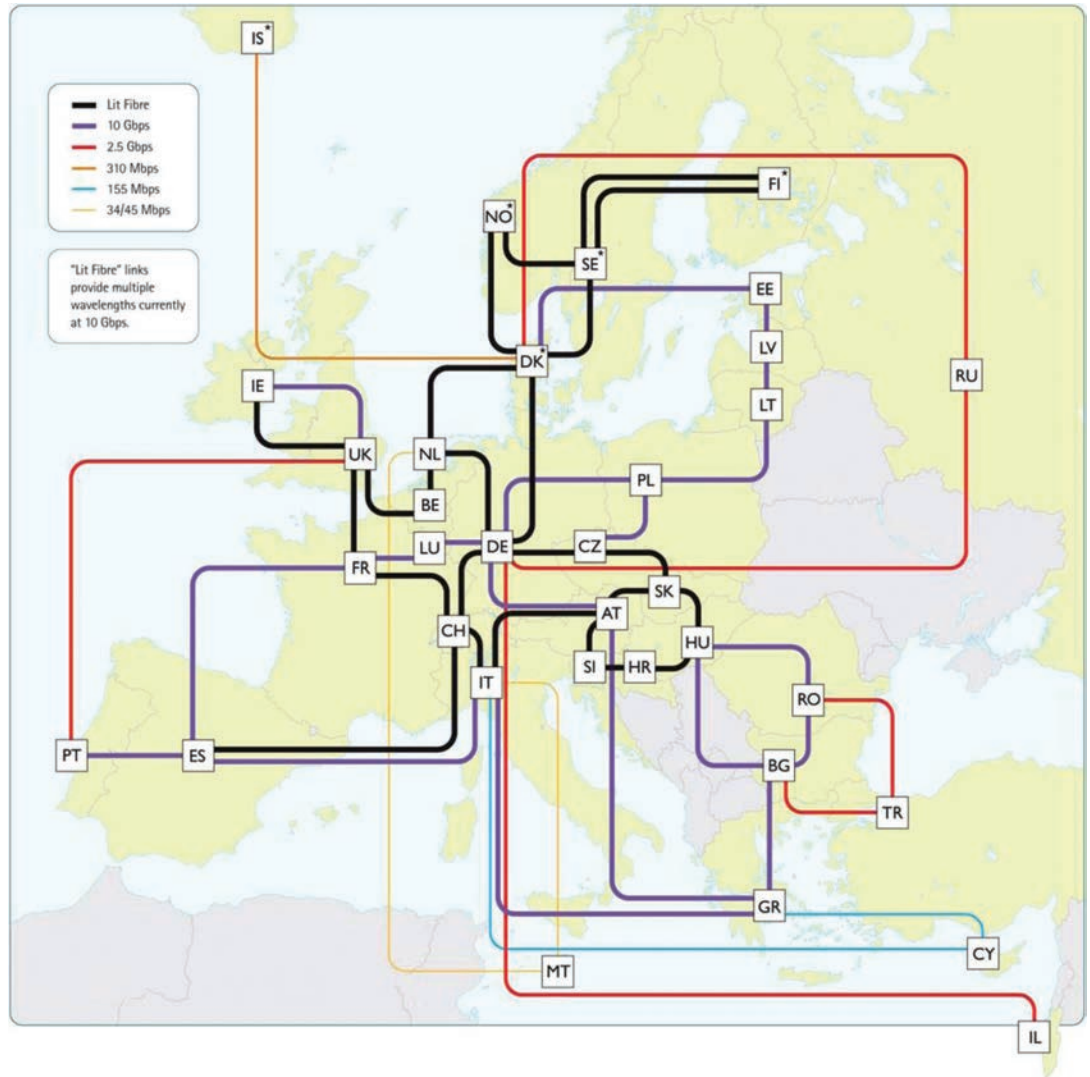 IS*
Lit Fibre
10 Gbps
2.5 Gbps
310 Mbps
155 Mbps
34/45 Mbps
"Lit Fibre" links
provide multiple
wavelengths currently
at 10 Gbps.
FI*
NO*
SE*
EE
LV
DK*
RU
IE
LT
UK
NL
PL
BE
LU
DE
CZ
FR
SK
AT
CH
HU
SI
HR
IT
RO
PT
ES
BG
TR
GR
CY
MT
IL